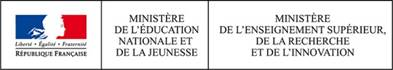 Liberté • Égalité • Fraternité
RÉPUBLIQUE FRANÇAISE
MINISTÈRE
DE L'ÉDUCATION
NATIONALE ET
DE LA JEUNESSE
MINISTÈRE
DE L'ENSEIGNEMENT SUPÉRIEUR,
DE LA RECHERCHE
ET DE L'INNOVATION